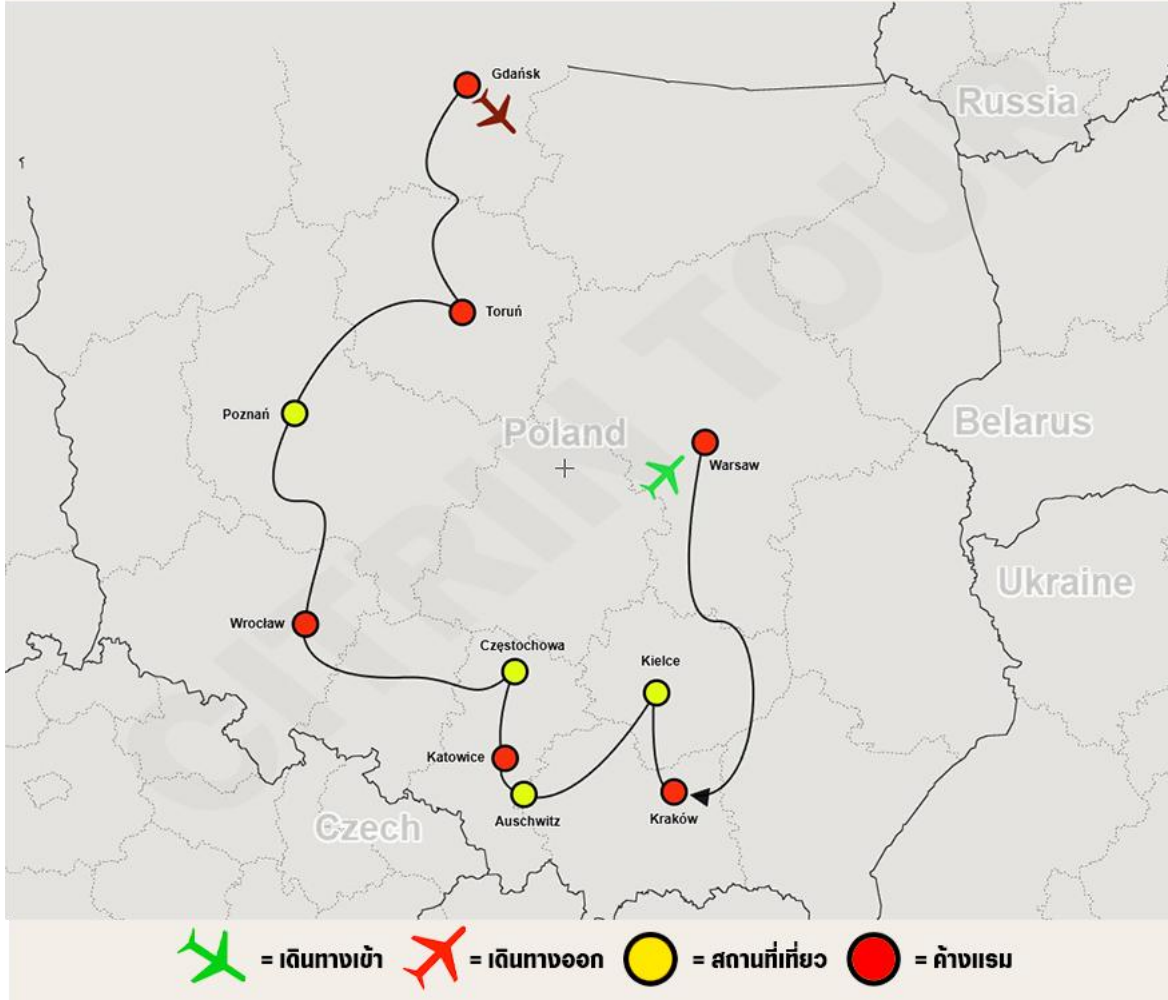 Gdańsk
Russia
Toruń
Poznań
Poland
Belarus
Warsaw
Ukraine
Wrocław
Częstochowa
Kielce
Katowice
Auschwitz
Kraków
Czech
CITRIN TOUR
= เดินทางเข้า = เดินทางออก = สถานที่เที่ยว = ค้างแรม